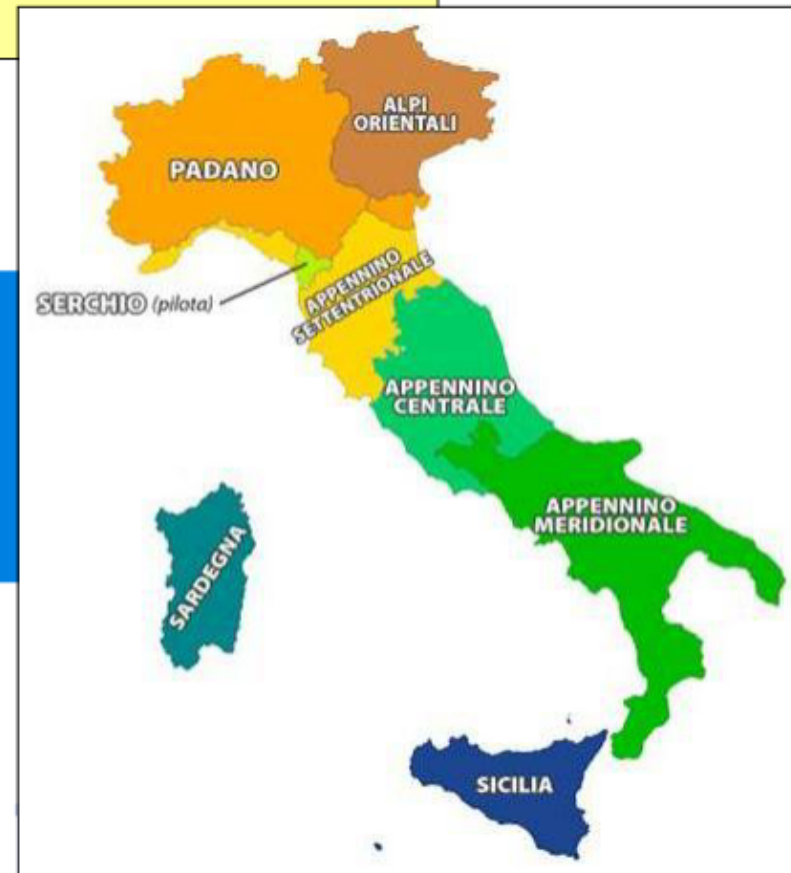 ALPI
ORIENTALI
PADANO
SERCHIO (pilota)
APPENNINO
SETTENTRIONALE
APPENNINO
CENTRALE
APPENNINO
MERIDIONALE
SARDEGNA
SICILIA